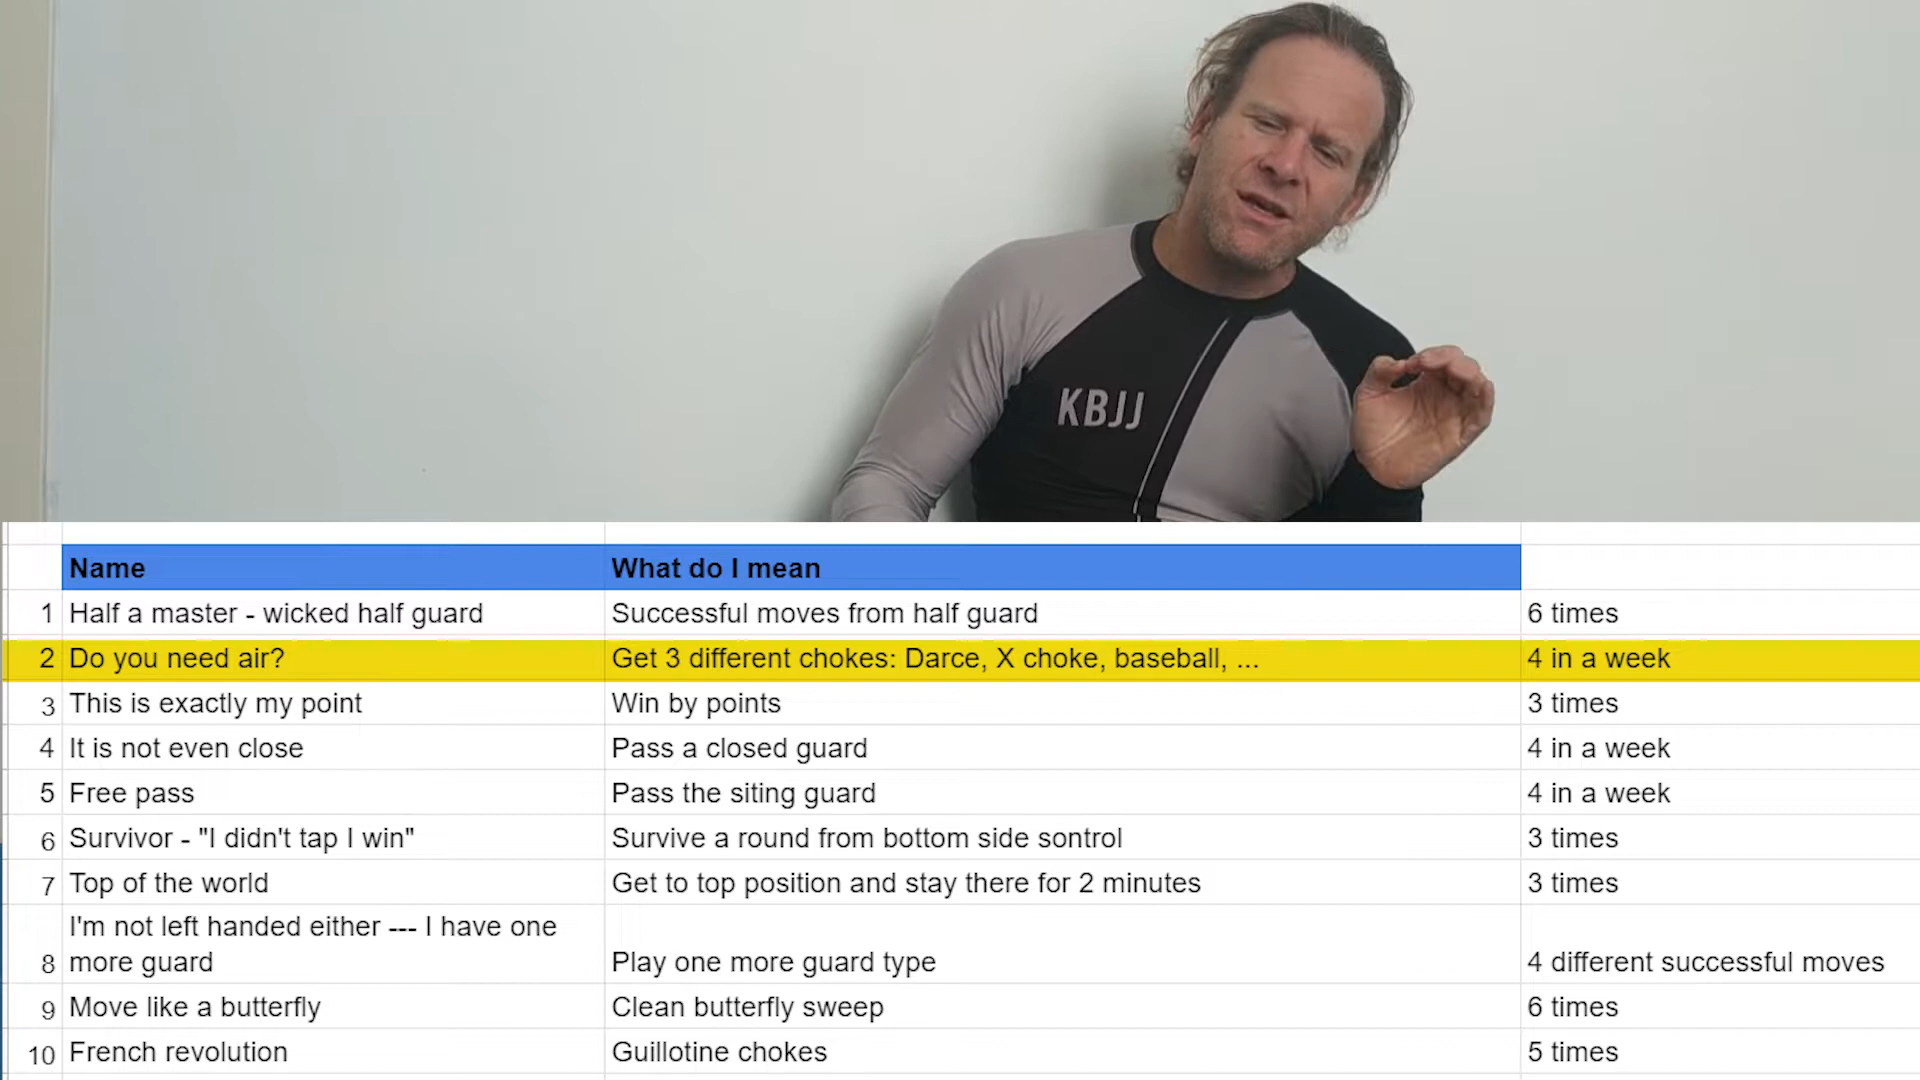 KBJJ
Name What do I mean
1 Half a master - wicked half guard Successful moves from half guard 6 times
2 Do you need air? Get 3 different chokes: Darce, X choke, baseball, ... 4 in a week
3 This is exactly my point Win by points 3 times
4 It is not even close Pass a closed guard 4 in a week
5 Free pass Pass the siting guard 4 in a week
6 Survivor - "I didn't tap I win" Survive a round from bottom side sontrol 3 times
7 Top of the world Get to top position and stay there for 2 minutes 3 times
I'm not left handed either --- I have one
8 more guard Play one more guard type 4 different successful moves
9 Move like a butterfly Clean butterfly sweep 6 times
10 French revolution Guillotine chokes 5 times